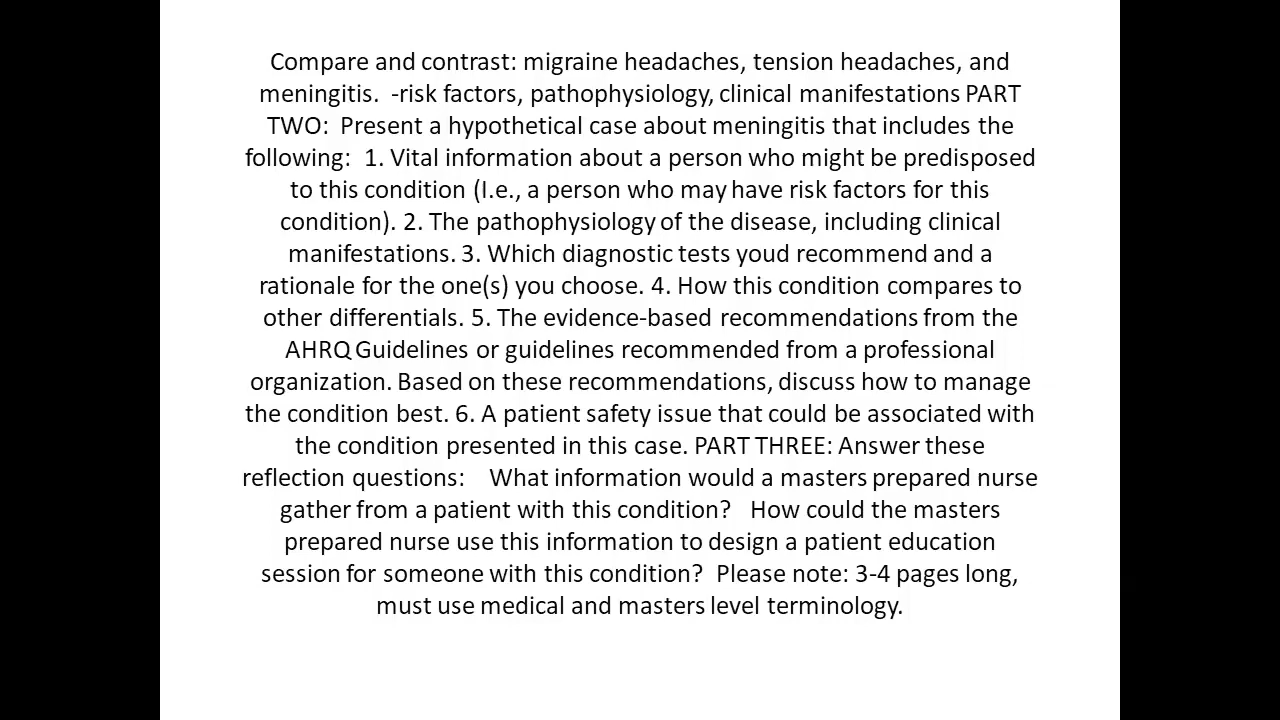 Compare and contrast: migraine headaches, tension headaches, and
meningitis.  -risk factors, pathophysiology, clinical manifestations PART
TWO:  Present a hypothetical case about meningitis that includes the
following:  1. Vital information about a person who might be predisposed
to this condition (I.e., a person who may have risk factors for this
condition). 2. The pathophysiology of the disease, including clinical
manifestations. 3. Which diagnostic tests youd recommend and a
rationale for the one(s) you choose. 4. How this condition compares to
other differentials. 5. The evidence-based recommendations from the
AHRQ Guidelines or guidelines recommended from a professional
organization. Based on these recommendations, discuss how to manage
the condition best. 6. A patient safety issue that could be associated with
the condition presented in this case. PART THREE: Answer these
reflection questions:    What information would a masters prepared nurse
gather from a patient with this condition?   How could the masters
prepared nurse use this information to design a patient education
session for someone with this condition?  Please note: 3-4 pages long,
must use medical and masters level terminology.